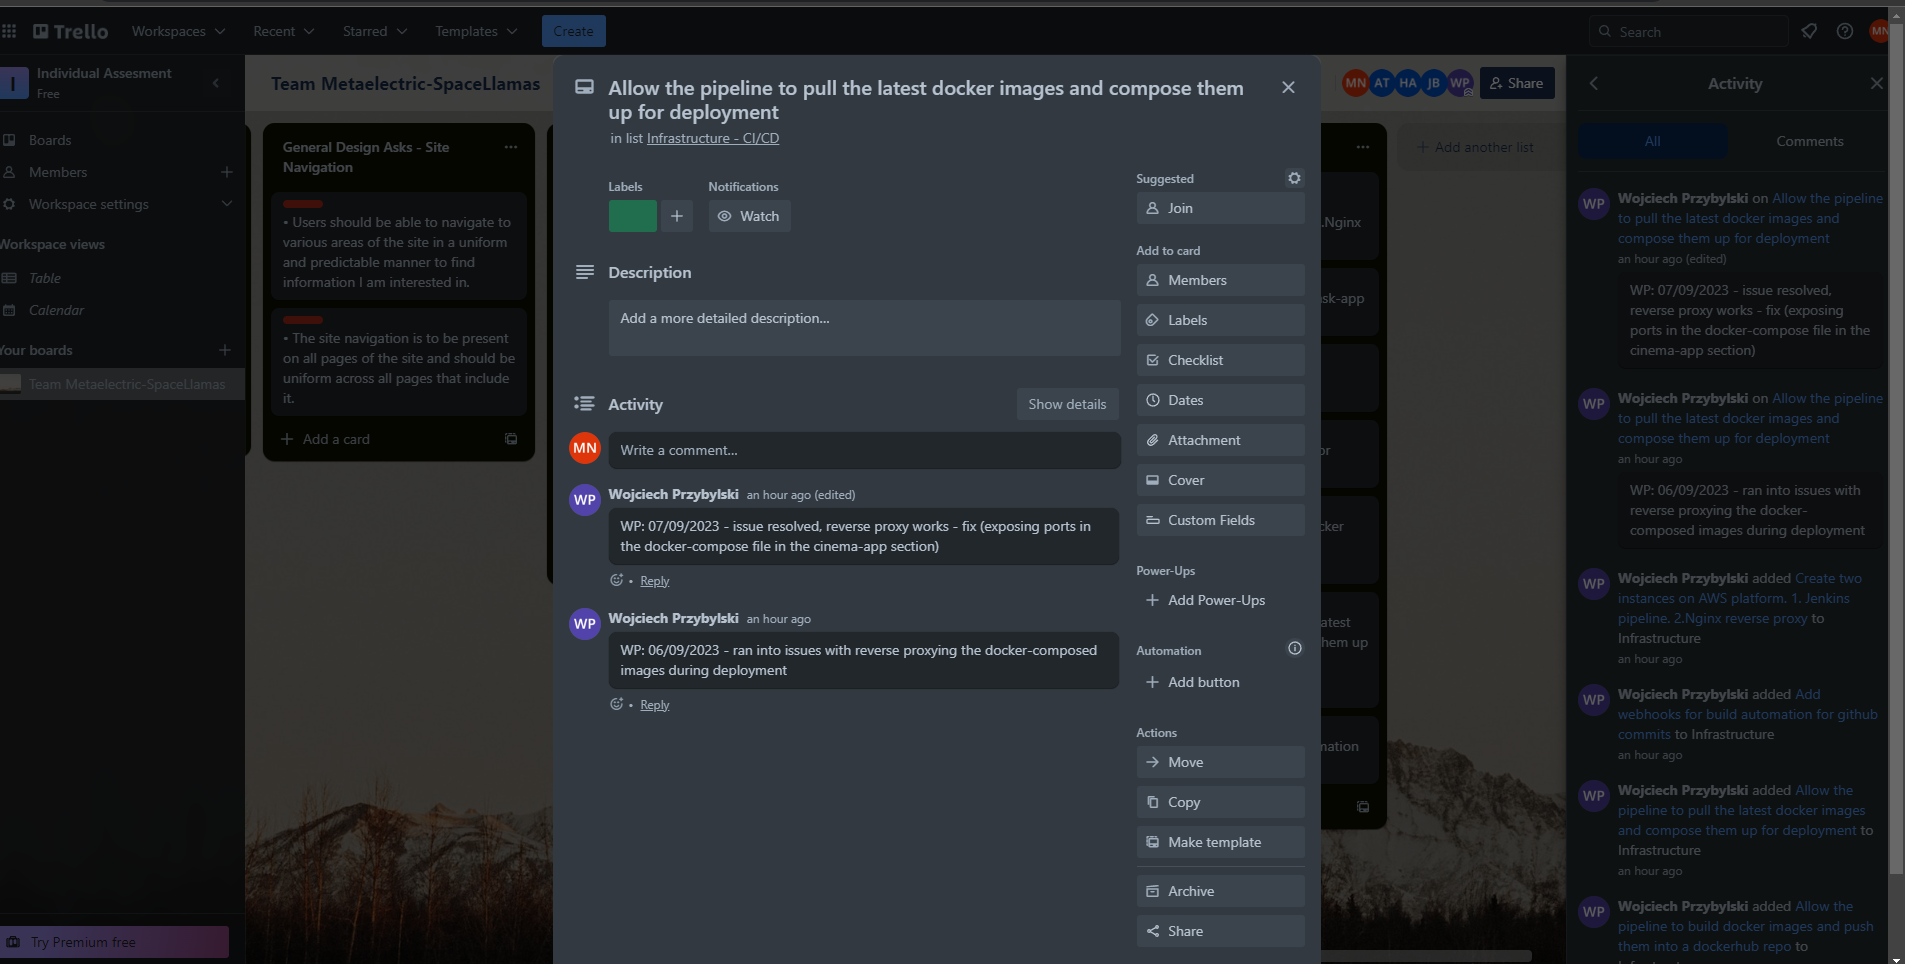 Trello
Workspaces
Recent
Starred
Templates
Create
Search
MN
I
Individual Assesment
Free
Boards
Members
Workspace settings
Workspace views
Table
Calendar
Your boards
Team Metaelectric-SpaceLlamas
Try Premium free
Team Metaelectric-SpaceLlamas
MN
AT
HA
JB
WP
Share
General Design Asks - Site
Navigation
• Users should be able to navigate to
various areas of the site in a uniform
and predictable manner to find
information I am interested in.
• The site navigation is to be present
on all pages of the site and should be
uniform across all pages that include
it.
Add a card
Allow the pipeline to pull the latest docker images and compose them
up for deployment
in list Infrastructure - CI/CD
Labels
Notifications
Watch
Description
Add a more detailed description...
Activity
Show details
MN
Write a comment...
WP
Wojciech Przybylski an hour ago (edited)
WP: 07/09/2023 - issue resolved, reverse proxy works - fix (exposing ports in
the docker-compose file in the cinema-app section)
• Reply
WP
Wojciech Przybylski an hour ago
WP: 06/09/2023 - ran into issues with reverse proxying the docker-composed
images during deployment
• Reply
Suggested
Join
Add to card
Members
Labels
Checklist
Dates
Attachment
Cover
Custom Fields
Power-Ups
Add Power-Ups
Automation
Add button
Actions
Move
Copy
Make template
Archive
Share
.Nginx
sk-app
or
cker
atest
hem up
mation
Add another list
Activity
All
Comments
WP
Wojciech Przybylski on Allow the pipeline
to pull the latest docker images and
compose them up for deployment
an hour ago (edited)
WP: 07/09/2023 - issue resolved,
reverse proxy works - fix (exposing
ports in the docker-compose file in the
cinema-app section)
WP
Wojciech Przybylski on Allow the pipeline
to pull the latest docker images and
compose them up for deployment
an hour ago
WP: 06/09/2023 - ran into issues with
reverse proxying the docker-
composed images during deployment
WP
Wojciech Przybylski added Create two
instances on AWS platform. 1. Jenkins
pipeline. 2.Nginx reverse proxy to
Infrastructure
an hour ago
WP
Wojciech Przybylski added Add
webhooks for build automation for github
commits to Infrastructure
an hour ago
WP
Wojciech Przybylski added Allow the
pipeline to pull the latest docker images
and compose them up for deployment to
Infrastructure
an hour ago
WP
Wojciech Przybylski added Allow the
pipeline to build docker images and push
them into a dockerhub repo to